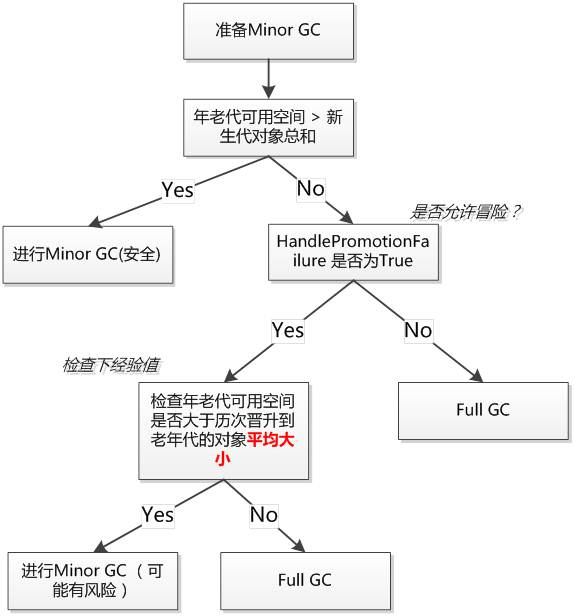 准备Minor GC
年老代可用空间 > 新
生代对象总和
Yes
No
是否允许冒险？
进行Minor GC(安全)
HandlePromotionFa
ilure 是否为True
Yes
No
检查下经验值
检查年老代可用空间
是否大于历次晋升到
老年代的对象平均大
小
Full GC
Yes
No
进行Minor GC （ 可
能有风险 ）
Full GC